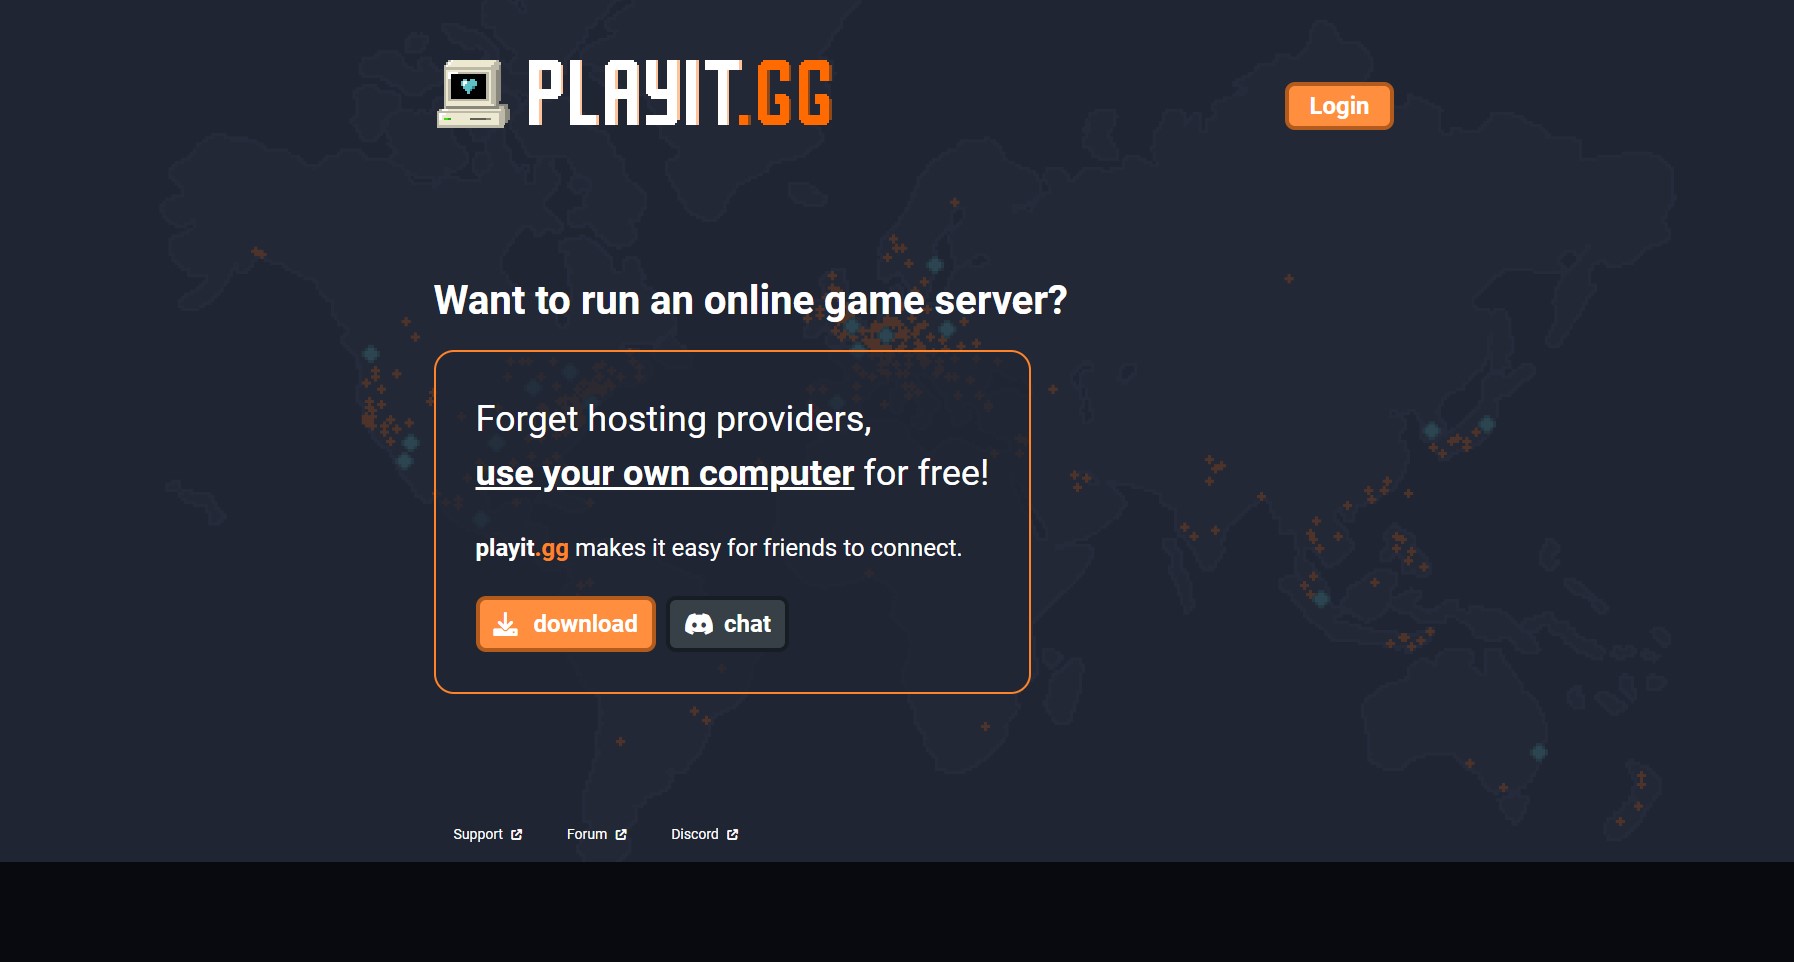 PLAYIT.GG
Login
Want to run an online game server?
Forget hosting providers,
use your own computer for free!
playit.gg makes it easy for friends to connect.
download
chat
Support
Forum
Discord